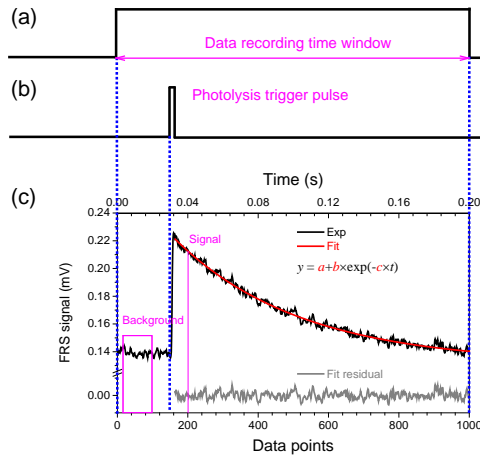 (a)
Data recording time window
(b)
Photolysis trigger pulse
(c)
Time (s)
0.00 0.04 0.08 0.12 0.16 0.20
0.24
0.22
0.20
0.18
0.16
0.14
0.00
FRS signal (mV)
Signal
Exp
Fit
y = a+b×exp(-c×t)
Background
Fit residual
0 200 400 600 800 1000
Data points